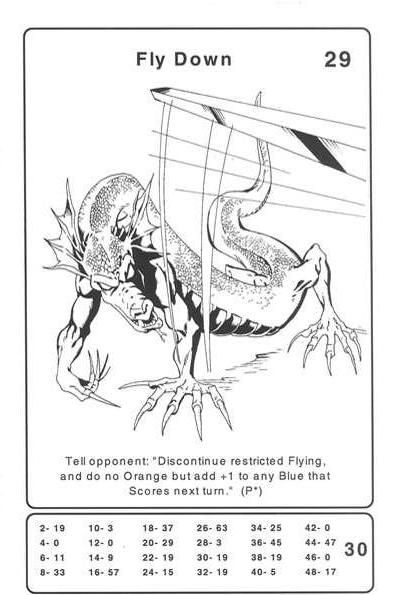 Fly Down 29
Tell opponent: "Discontinue restricted Flying,
and do no Orange but add +1 to any Blue that
Scores next turn." (P*)
2- 19 10- 3 18- 37 26- 63 34- 25 42- 0
4- 0 12- 0 20- 29 28- 3 36- 45 44- 47
30
6- 11 14- 9 22- 19 30- 19 38- 19 46- 0
8- 33 16- 57 24- 15 32- 19 40- 5 48- 17